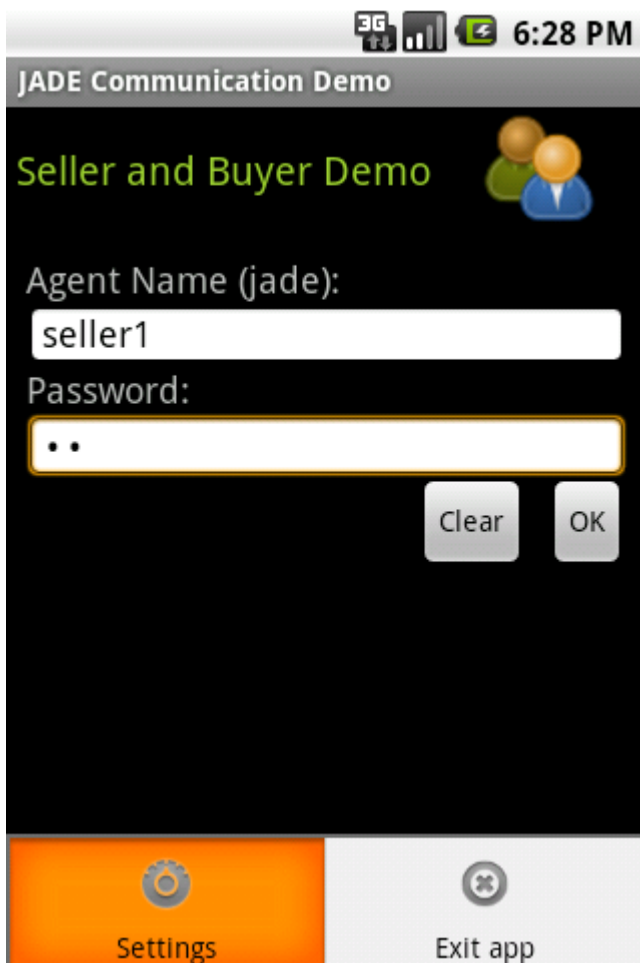 3G 6:28 PM
JADE Communication Demo
Seller and Buyer Demo
Agent Name (jade):
seller1
Password:
••
Clear OK
Settings Exit app